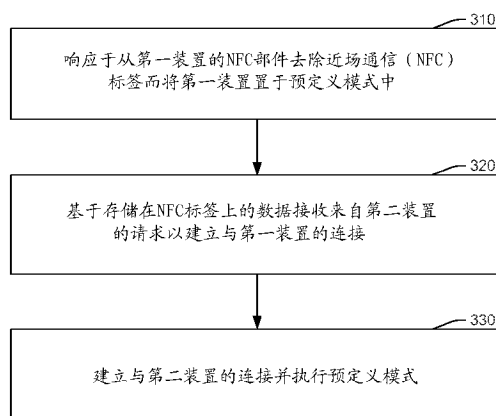 310
响应于从第一装置的NFC部件去除近场通信（NFC）
标签而将第一装置置于预定义模式中
320
基于存储在NFC标签上的数据接收来自第二装置
的请求以建立与第一装置的连接
330
建立与第二装置的连接并执行预定义模式